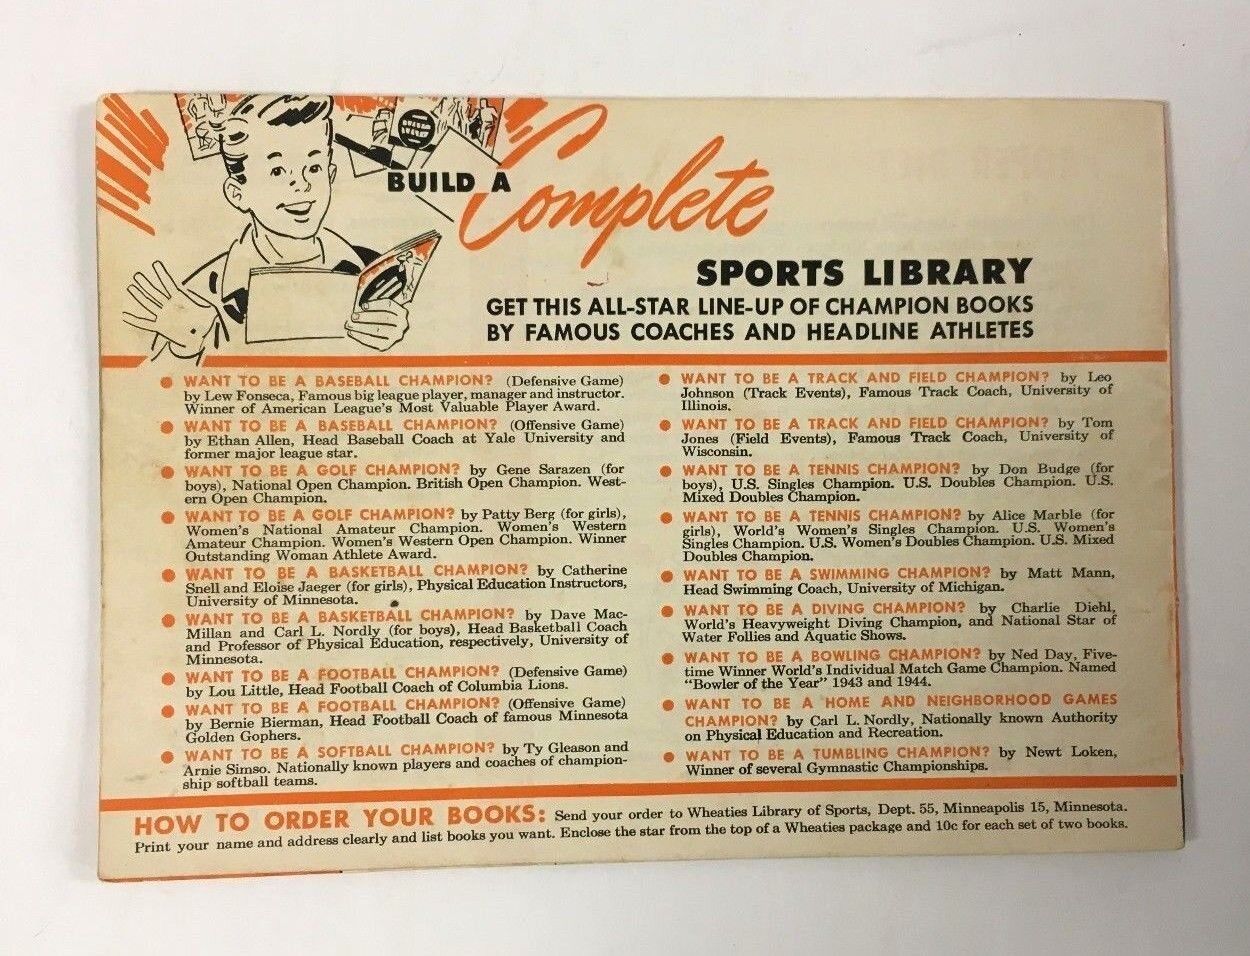 BUILD A Complete
SPORTS LIBRARY
GET THIS ALL-STAR LINE-UP OF CHAMPION BOOKS
BY FAMOUS COACHES AND HEADLINE ATHLETES
● WANT TO BE A BASEBALL CHAMPION? (Defensive Game)
by Lew Fonseca, Famous big league player, manager and instructor.
Winner of American League's Most Valuable Player Award.
● WANT TO BE A BASEBALL CHAMPION? (Offensive Game)
by Ethan Allen, Head Baseball Coach at Yale University and
former major league star.
● WANT TO BE A GOLF CHAMPION? by Gene Sarazen (for
boys), National Open Champion. British Open Champion. West-
ern Open Champion.
● WANT TO BE A GOLF CHAMPION? by Patty Berg (for girls),
Women's National Amateur Champion. Women's Western
Amateur Champion. Women's Western Open Champion. Winner
Outstanding Woman Athlete Award.
● WANT TO BE A BASKETBALL CHAMPION? by Catherine
Snell and Eloise Jaeger (for girls), Physical Education Instructors,
University of Minnesota.
● WANT TO BE A BASKETBALL CHAMPION? by Dave Mac-
Millan and Carl L. Nordly (for boys), Head Basketball Coach
and Professor of Physical Education, respectively, University of
Minnesota.
● WANT TO BE A FOOTBALL CHAMPION? (Defensive Game)
by Lou Little, Head Football Coach of Columbia Lions.
● WANT TO BE A FOOTBALL CHAMPION? (Offensive Game)
by Bernie Bierman, Head Football Coach of famous Minnesota
Golden Gophers.
● WANT TO BE A SOFTBALL CHAMPION? by Ty Gleason and
Arnie Simso. Nationally known players and coaches of champion-
ship softball teams.
● WANT TO BE A TRACK AND FIELD CHAMPION? by Leo
Johnson (Track Events), Famous Track Coach, University of
Illinois.
● WANT TO BE A TRACK AND FIELD CHAMPION? by Tom
Jones (Field Events), Famous Track Coach, University of
Wisconsin.
● WANT TO BE A TENNIS CHAMPION? by Don Budge (for
boys), U.S. Singles Champion. U.S. Doubles Champion. U.S.
Mixed Doubles Champion.
● WANT TO BE A TENNIS CHAMPION? by Alice Marble (for
girls), World's Women's Singles Champion. U.S. Women's
Singles Champion. U.S. Women's Doubles Champion. U.S. Mixed
Doubles Champion.
● WANT TO BE A SWIMMING CHAMPION? by Matt Mann,
Head Swimming Coach, University of Michigan.
● WANT TO BE A DIVING CHAMPION? by Charlie Diehl,
World's Heavyweight Diving Champion, and National Star of
Water Follies and Aquatic Shows.
● WANT TO BE A BOWLING CHAMPION? by Ned Day, Five-
time Winner World's Individual Match Game Champion. Named
"Bowler of the Year" 1943 and 1944.
● WANT TO BE A HOME AND NEIGHBORHOOD GAMES
CHAMPION? by Carl L. Nordly, Nationally known Authority
on Physical Education and Recreation.
● WANT TO BE A TUMBLING CHAMPION? by Newt Loken,
Winner of several Gymnastic Championships.
HOW TO ORDER YOUR BOOKS: Send your order to Wheaties Library of Sports, Dept. 55, Minneapolis 15, Minnesota.
Print your name and address clearly and list books you want. Enclose the star from the top of a Wheaties package and 10c for each set of two books.